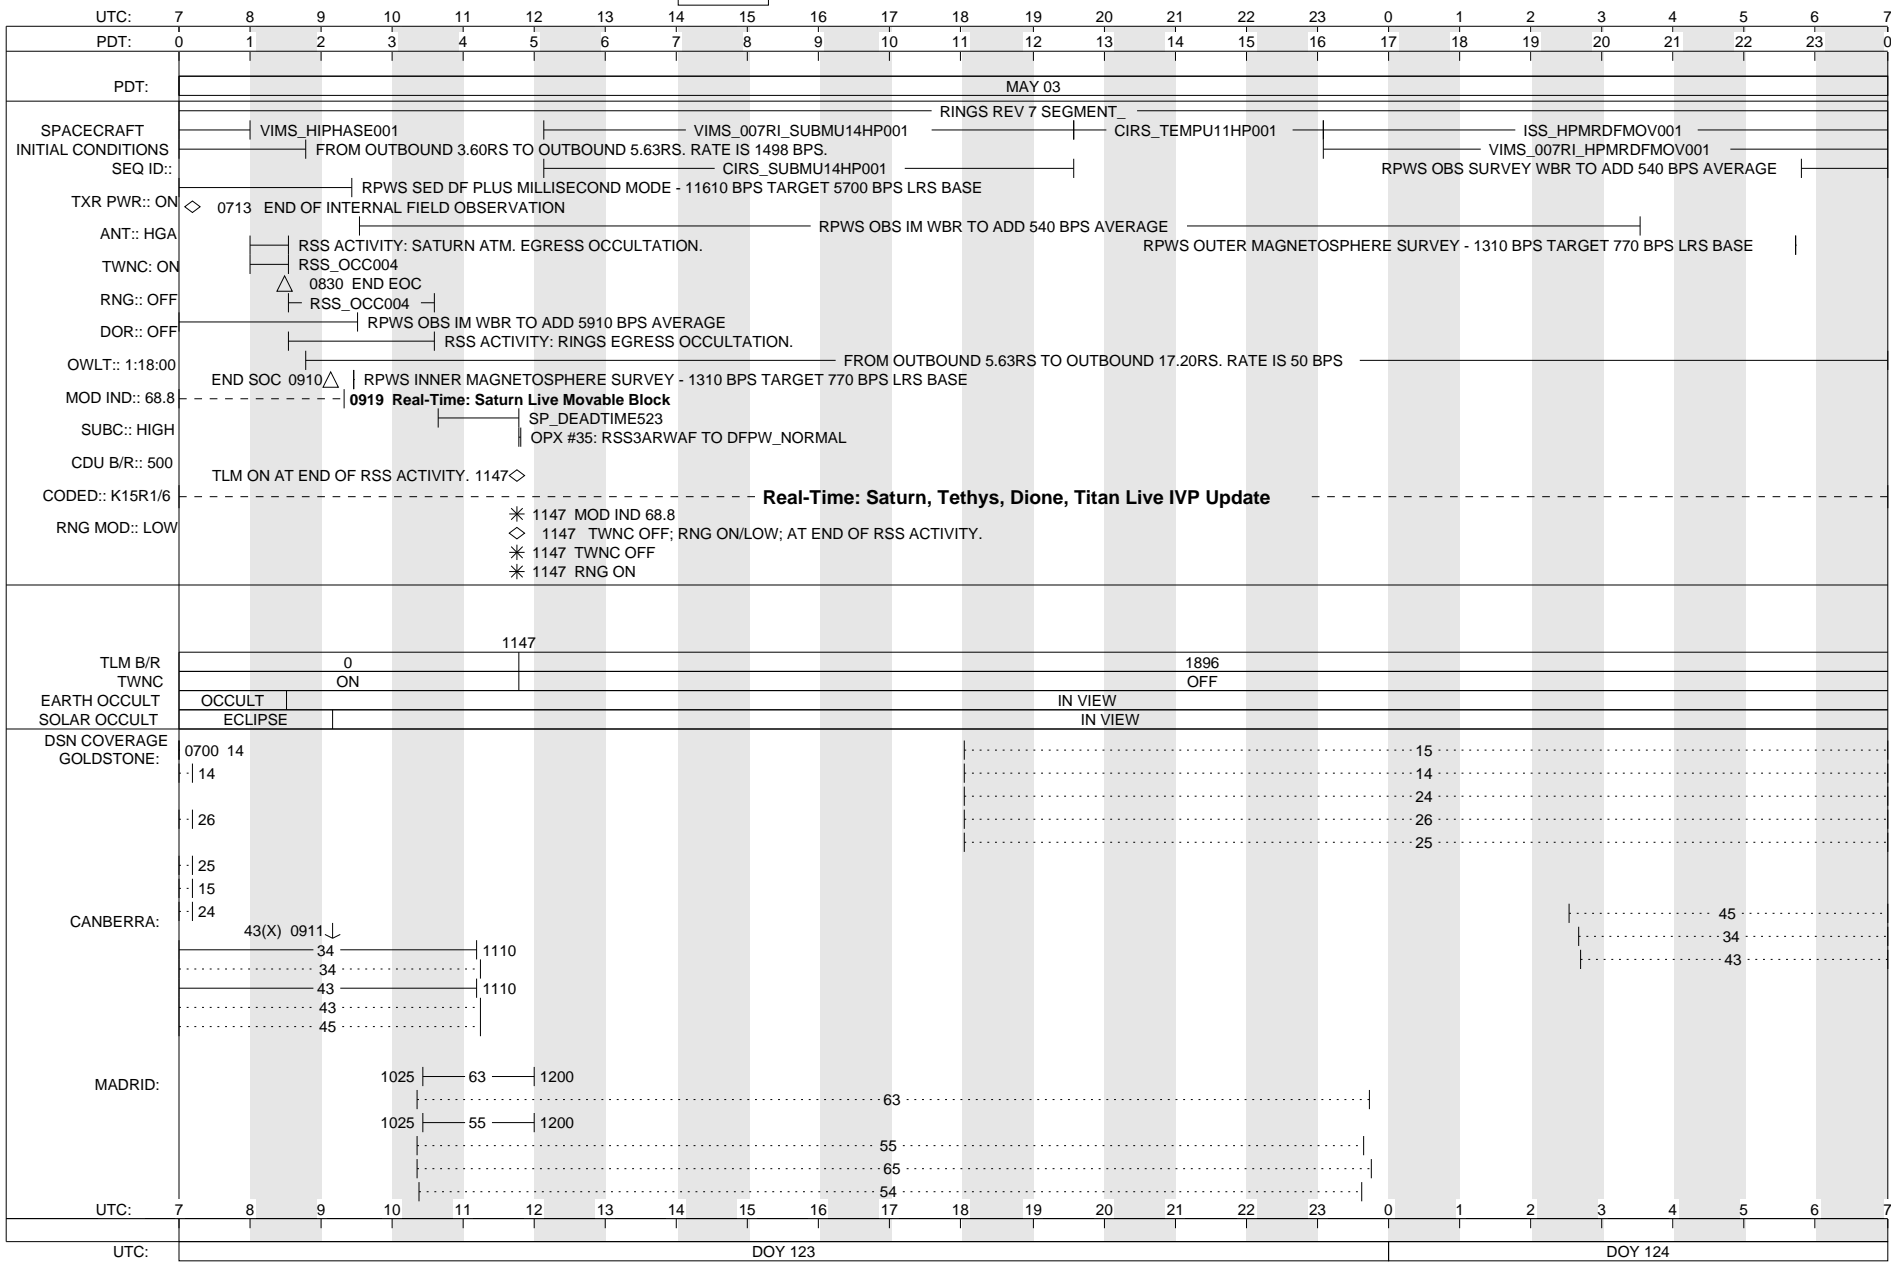 UTC: 7 8 9 10 11 12 13 14 15 16 17 18 19 20 21 22 23 0 1 2 3 4 5 6 7
PDT: 0 1 2 3 4 5 6 7 8 9 10 11 12 13 14 15 16 17 18 19 20 21 22 23 0
PDT: MAY 03
RINGS REV 7 SEGMENT_
SPACECRAFT VIMS_HIPHASE001 VIMS_007RI_SUBMU14HP001 CIRS_TEMPU11HP001 ISS_HPMRDFMOV001
INITIAL CONDITIONS FROM OUTBOUND 3.60RS TO OUTBOUND 5.63RS. RATE IS 1498 BPS. VIMS_007RI_HPMRDFMOV001
SEQ ID:: CIRS_SUBMU14HP001 RPWS OBS SURVEY WBR TO ADD 540 BPS AVERAGE
RPWS SED DF PLUS MILLISECOND MODE - 11610 BPS TARGET 5700 BPS LRS BASE
TXR PWR:: ON 0713 END OF INTERNAL FIELD OBSERVATION
RPWS OBS IM WBR TO ADD 540 BPS AVERAGE
ANT:: HGA RSS ACTIVITY: SATURN ATM. EGRESS OCCULTATION. RPWS OUTER MAGNETOSPHERE SURVEY - 1310 BPS TARGET 770 BPS LRS BASE
TWNC: ON RSS_OCC004
0830 END EOC
RNG:: OFF RSS_OCC004
RPWS OBS IM WBR TO ADD 5910 BPS AVERAGE
DOR:: OFF RSS ACTIVITY: RINGS EGRESS OCCULTATION.
OWLT:: 1:18:00 FROM OUTBOUND 5.63RS TO OUTBOUND 17.20RS. RATE IS 50 BPS
END SOC 0910 RPWS INNER MAGNETOSPHERE SURVEY - 1310 BPS TARGET 770 BPS LRS BASE
MOD IND:: 68.8 0919 Real-Time: Saturn Live Movable Block
SP_DEADTIME523
SUBC:: HIGH OPX #35: RSS3ARWAF TO DFPW_NORMAL
CDU B/R:: 500
TLM ON AT END OF RSS ACTIVITY. 1147
CODED:: K15R1/6 Real-Time: Saturn, Tethys, Dione, Titan Live IVP Update
1147 MOD IND 68.8
RNG MOD:: LOW 1147 TWNC OFF; RNG ON/LOW; AT END OF RSS ACTIVITY.
1147 TWNC OFF
1147 RNG ON
1147
TLM B/R 0 1896
TWNC ON OFF
EARTH OCCULT OCCULT IN VIEW
SOLAR OCCULT ECLIPSE IN VIEW
DSN COVERAGE
GOLDSTONE: 0700 14 15
14 14
24
26 26
25
25
15
24 45
CANBERRA:
43(X) 0911
34 34
34 1110
34 43
43 1110
43
45
MADRID: 1025 63 1200
63
1025 55 1200
55
65
54
UTC: 7 8 9 10 11 12 13 14 15 16 17 18 19 20 21 22 23 0 1 2 3 4 5 6 7
UTC: DOY 123 DOY 124